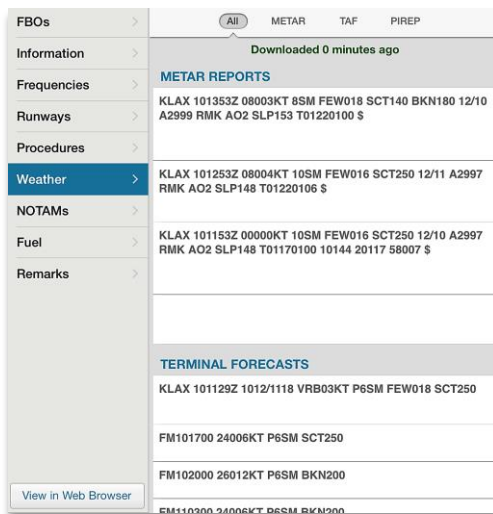 FBOs
Information
Frequencies
Runways
Procedures
Weather
NOTAMs
Fuel
Remarks
View in Web Browser
All METAR TAF PIREP
Downloaded 0 minutes ago
METAR REPORTS
KLAX 101353Z 08003KT 8SM FEW018 SCT140 BKN180 12/10
A2999 RMK AO2 SLP153 T01220100 $
KLAX 101253Z 08004KT 10SM FEW016 SCT250 12/11 A2997
RMK AO2 SLP148 T01220106 $
KLAX 101153Z 00000KT 10SM FEW016 SCT250 12/10 A2997
RMK AO2 SLP148 T01170100 10144 20117 58007 $
TERMINAL FORECASTS
KLAX 101129Z 1012/1118 VRB03KT P6SM FEW018 SCT250
FM101700 24006KT P6SM SCT250
FM102000 26012KT P6SM BKN200
FM110300 24006KT P6SM BKN200